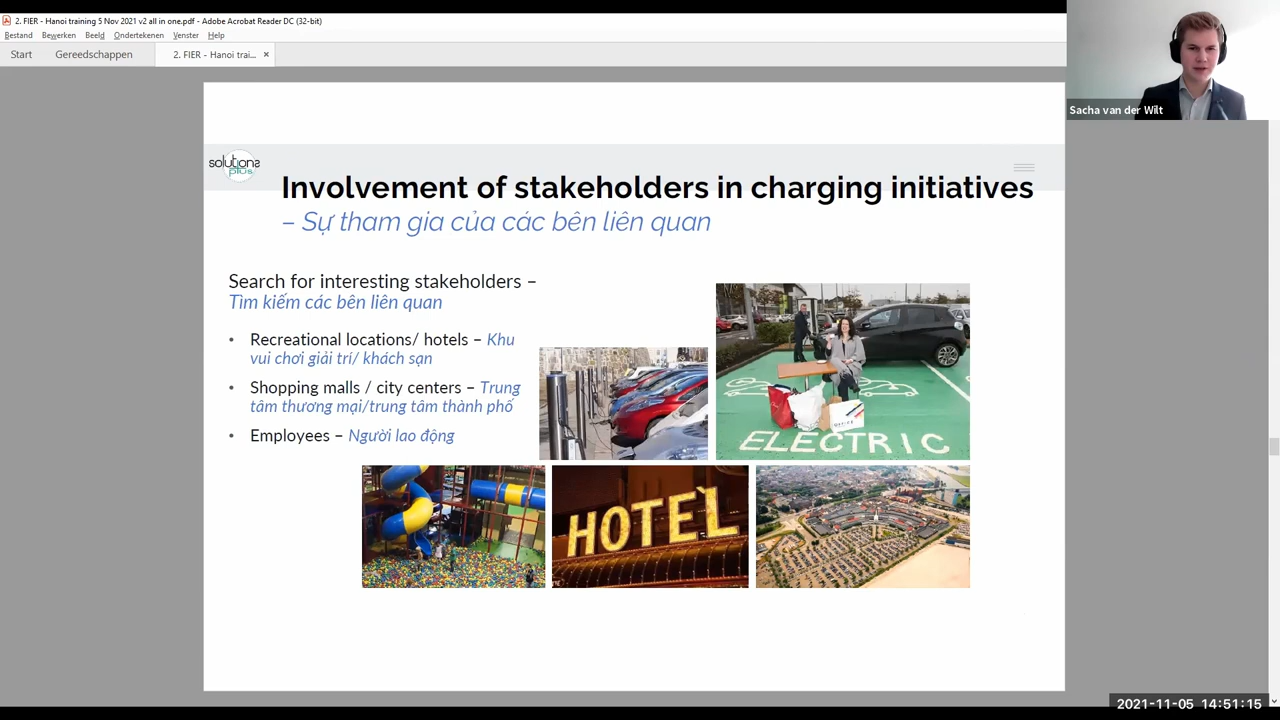 2. FIER - Hanoi training 5 Nov 2021 v2 all in one.pdf - Adobe Acrobat Reader DC (32-bit)
Bestand Bewerken Beeld Ondertekenen Venster Help
Start Gereedschappen 2. FIER - Hanoi trai... ×
Sacha van der Wilt
solutions
plus
Involvement of stakeholders in charging initiatives
– Sự tham gia của các bên liên quan
Search for interesting stakeholders –
Tìm kiếm các bên liên quan
• Recreational locations/ hotels – Khu
vui chơi giải trí/ khách sạn
• Shopping malls / city centers – Trung
tâm thương mại/trung tâm thành phố
• Employees – Người lao động
ELECTRIC
HOTEL
2021-11-05 14:51:15